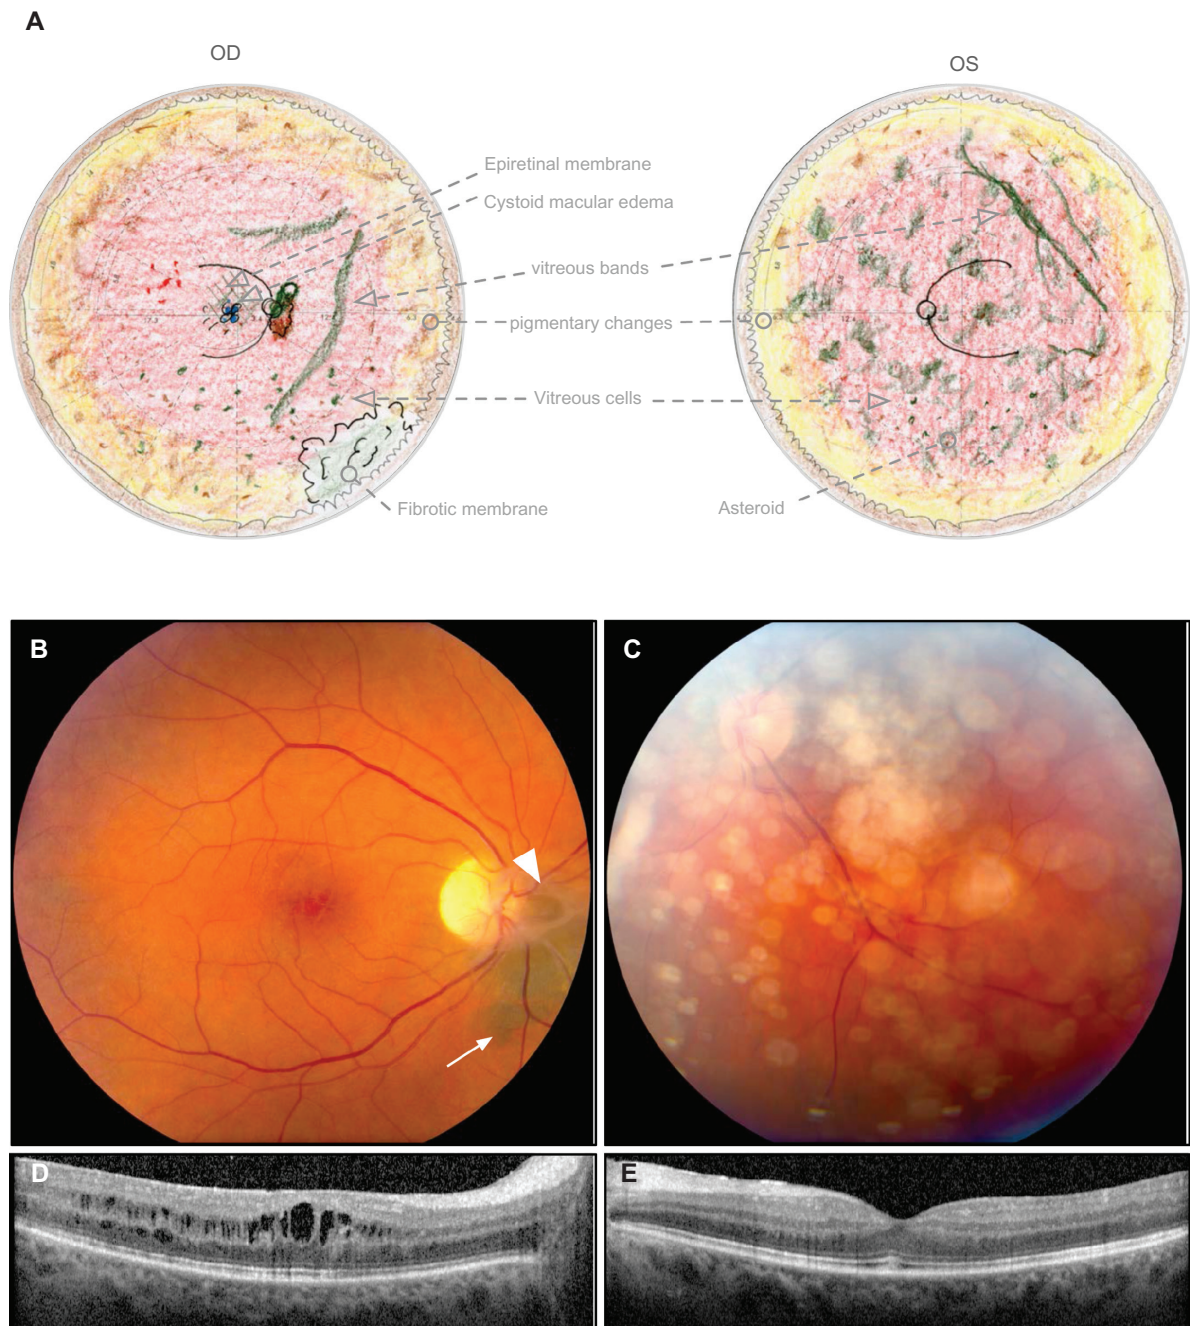 A
OD
OS
Epiretinal membrane
Cystoid macular edema
vitreous bands
pigmentary changes
Vitreous cells
Fibrotic membrane
Asteroid
B
C
D
E